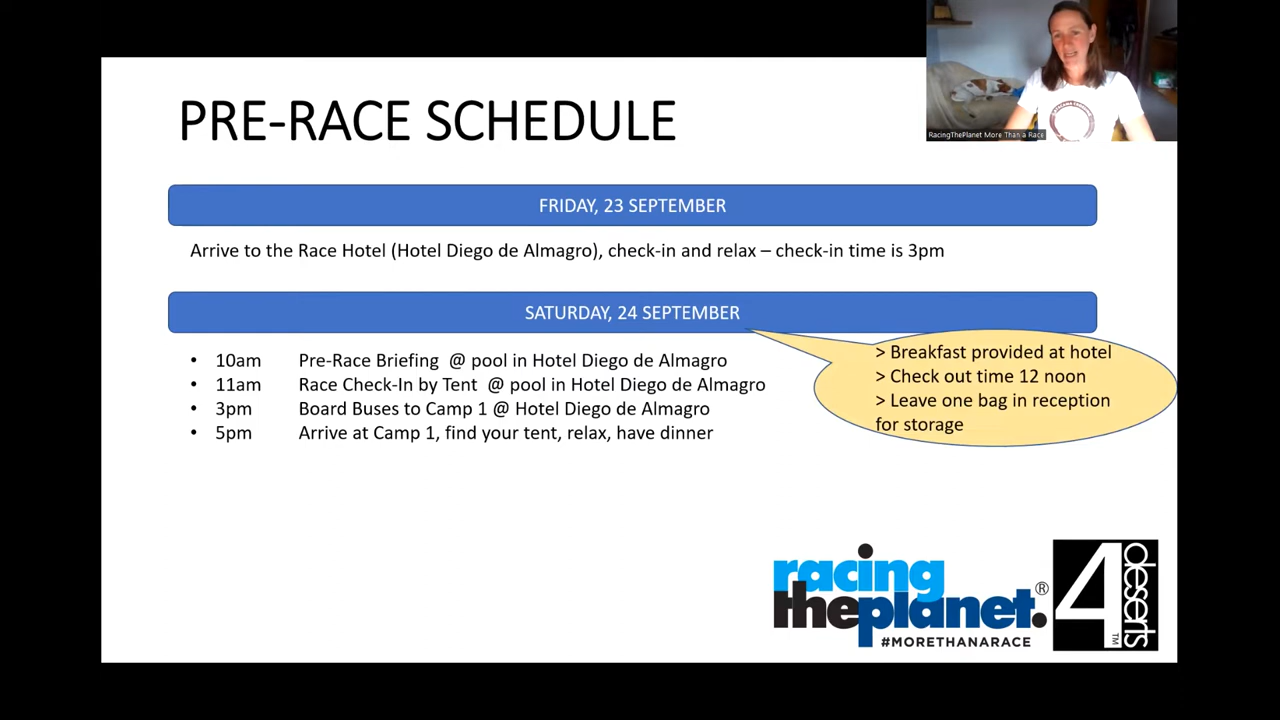 RacingThePlanet More Than a Race
PRE-RACE SCHEDULE
FRIDAY, 23 SEPTEMBER
Arrive to the Race Hotel (Hotel Diego de Almagro), check-in and relax – check-in time is 3pm
SATURDAY, 24 SEPTEMBER
• 10am Pre-Race Briefing @ pool in Hotel Diego de Almagro
• 11am Race Check-In by Tent @ pool in Hotel Diego de Almagro
• 3pm Board Buses to Camp 1 @ Hotel Diego de Almagro
• 5pm Arrive at Camp 1, find your tent, relax, have dinner
> Breakfast provided at hotel
> Check out time 12 noon
> Leave one bag in reception
for storage
racing
theplanet.®
#MORETHANARACE
4 deserts™